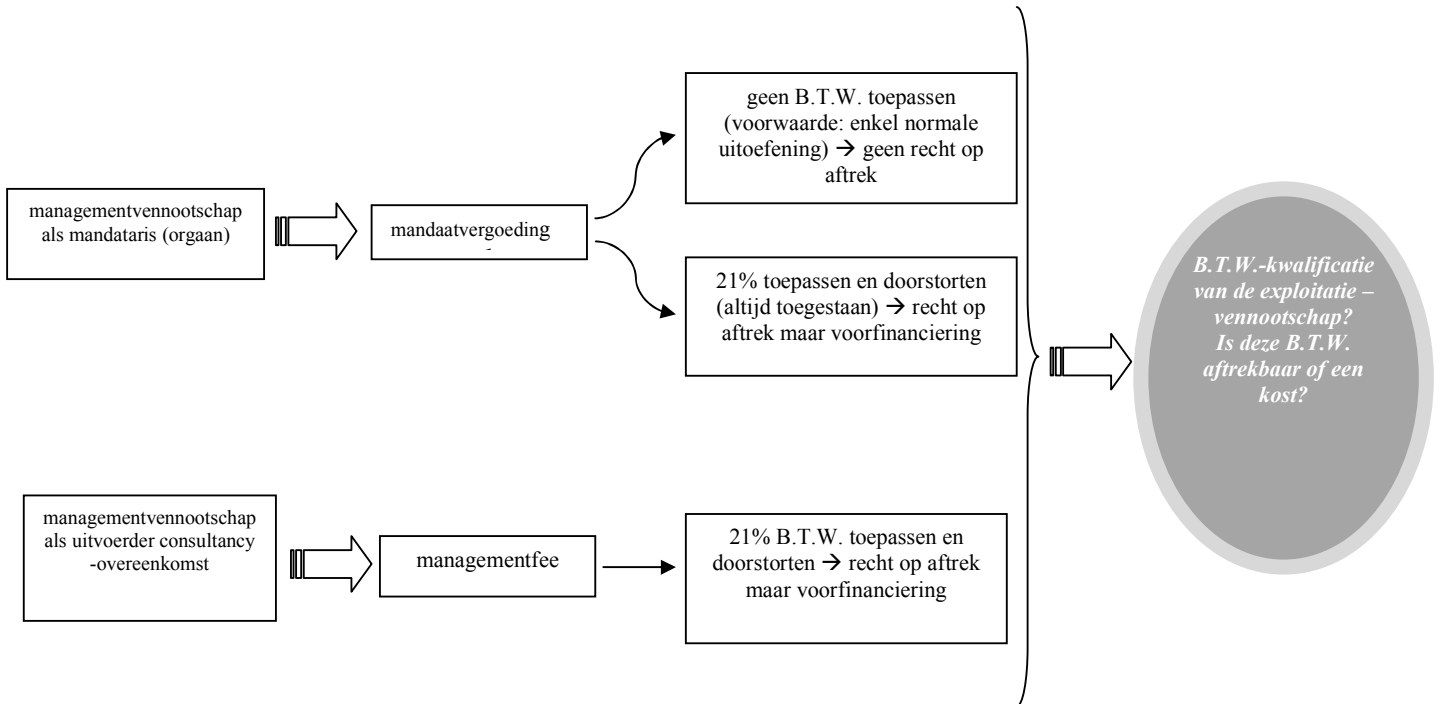 managementvennootschap
als mandataris (orgaan)
mandaatvergoeding
geen B.T.W. toepassen
(voorwaarde: enkel normale
uitoefening) → geen recht op
aftrek
21% toepassen en doorstorten
(altijd toegestaan) → recht op
aftrek maar voorfinanciering
managementvennootschap
als uitvoerder consultancy
-overeenkomst
managementfee
21% B.T.W. toepassen en
doorstorten → recht op aftrek
maar voorfinanciering
B.T.W.-kwalificatie
van de exploitatie –
vennootschap?
Is deze B.T.W.
aftrekbaar of een
kost?